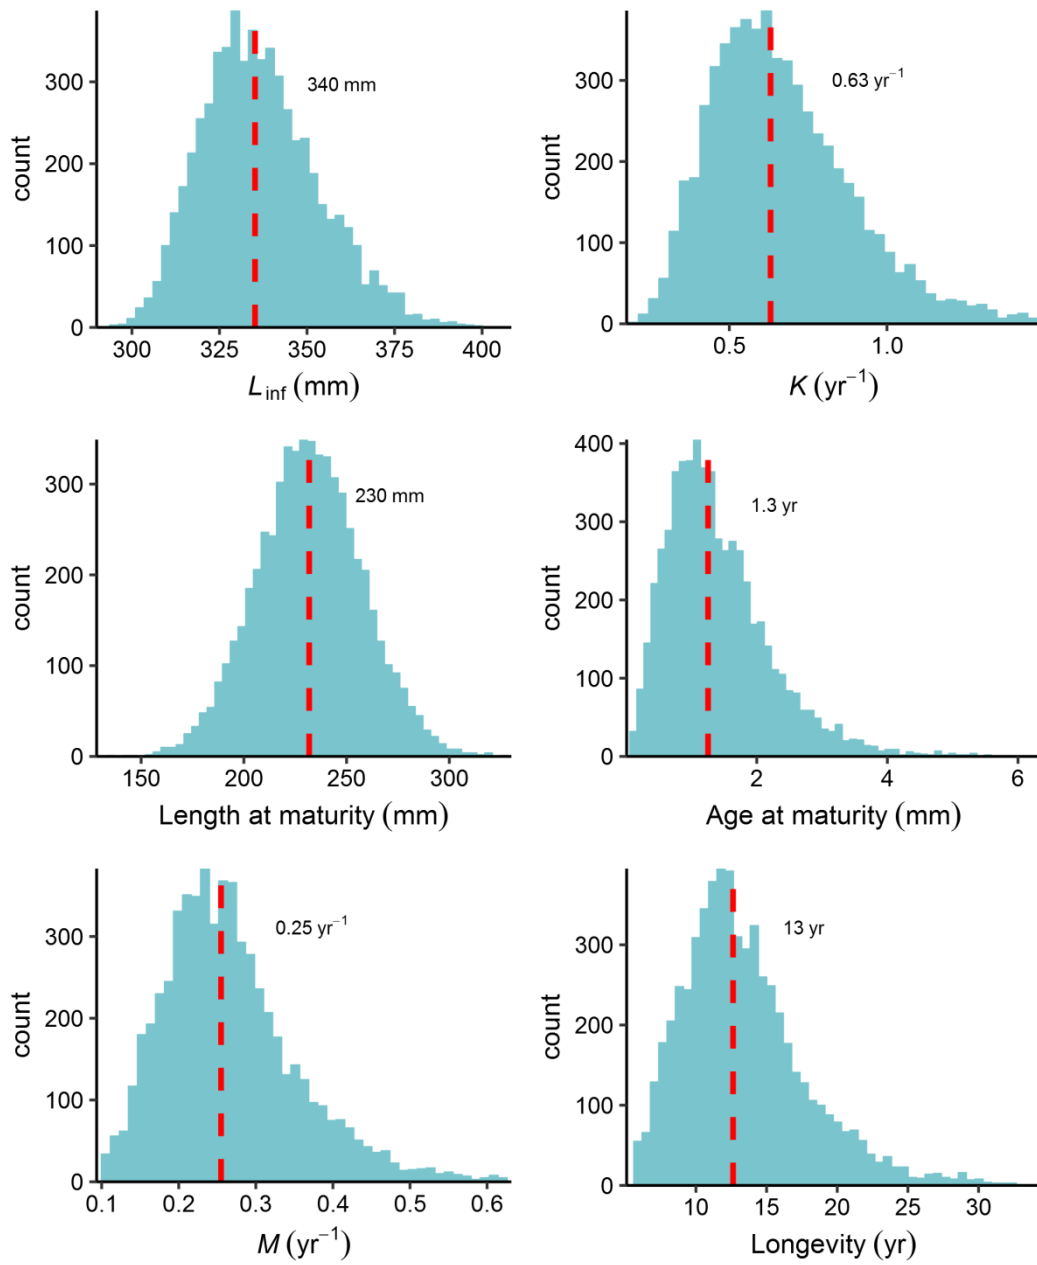 count
300
200
100
0
340 mm
300 325 350 375 400
Linf (mm)
count
300
200
100
0
0.63 yr−1
0.5 1.0
K (yr−1)
count
300
200
100
0
230 mm
150 200 250 300
Length at maturity (mm)
count
400
300
200
100
0
1.3 yr
2 4 6
Age at maturity (mm)
count
300
200
100
0
0.25 yr−1
0.1 0.2 0.3 0.4 0.5 0.6
M (yr−1)
count
300
200
100
0
13 yr
10 15 20 25 30
Longevity (yr)